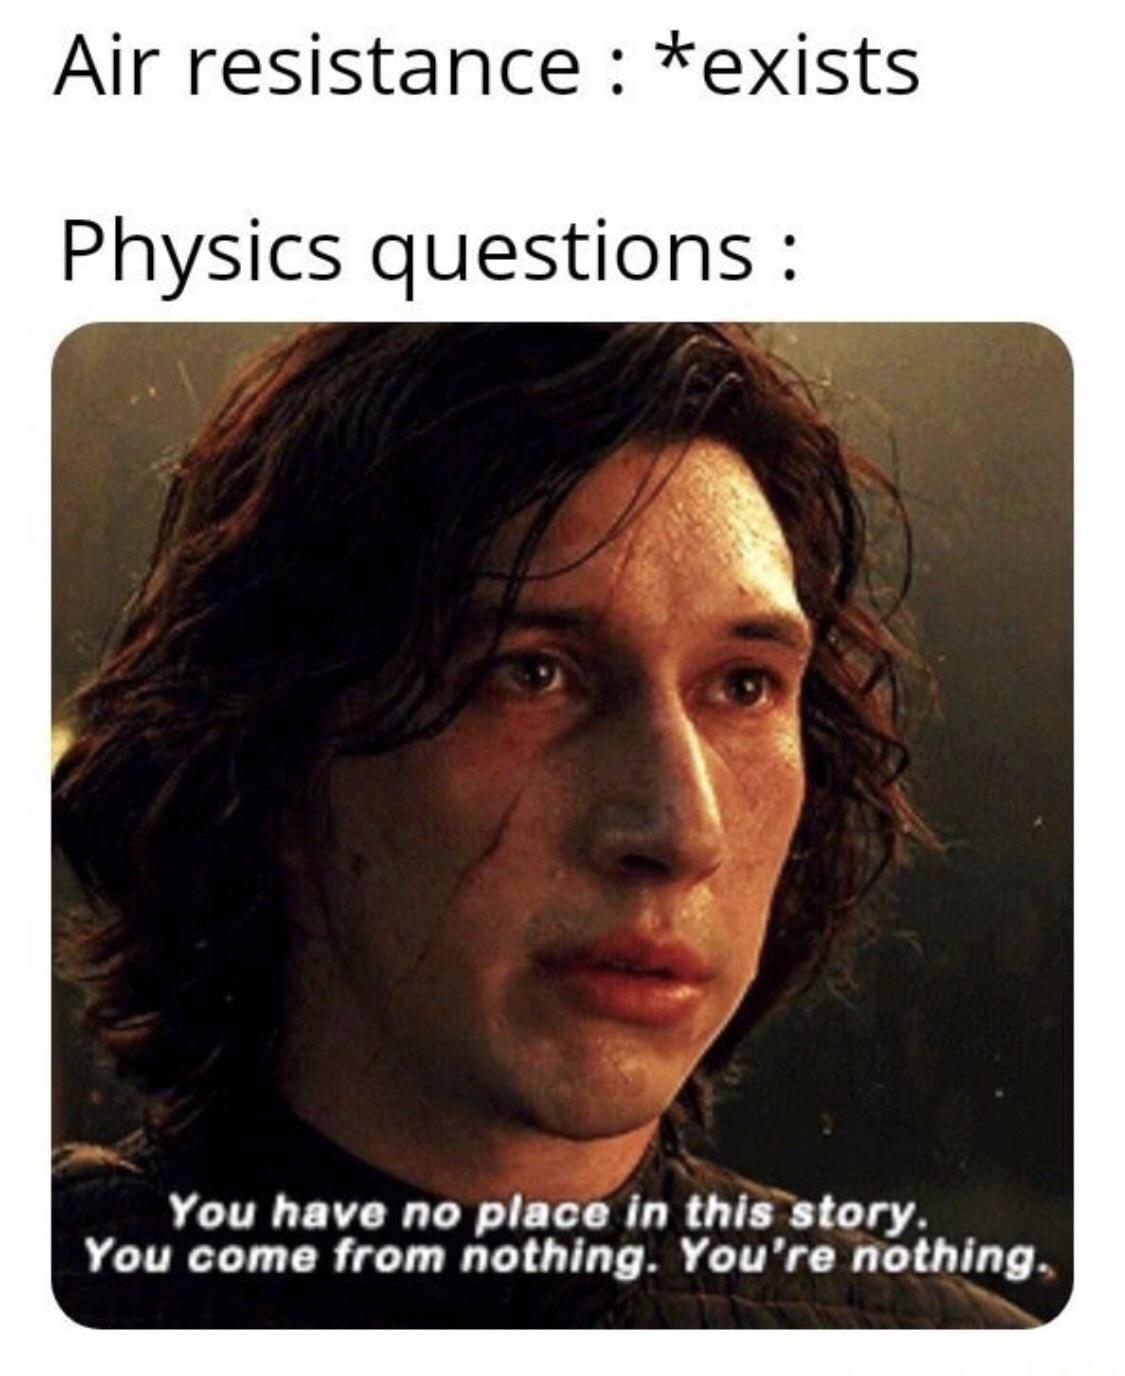 Air resistance : *exists
Physics questions :
You have no place in this story.
You come from nothing. You're nothing.